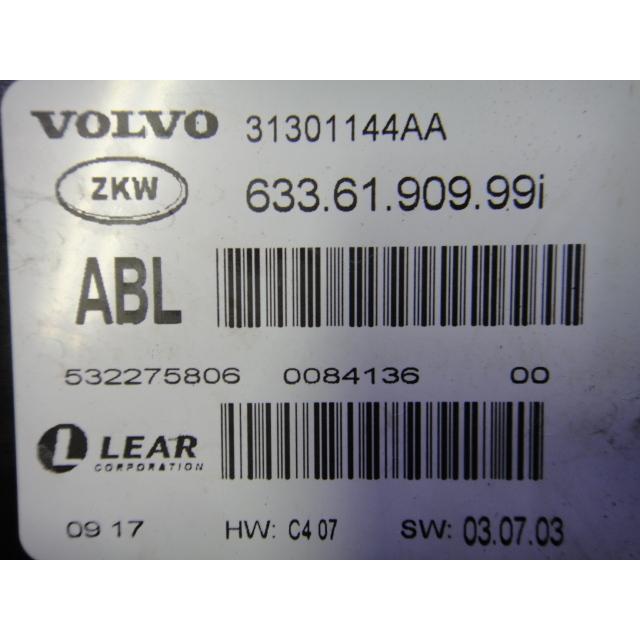 VOLVO 31301144AA
ZKW 633.61.909.99i
ABL
532275806 0084136 00
L LEAR
CORPORATION
09 17 HW: C4 07 SW: 03.07.03